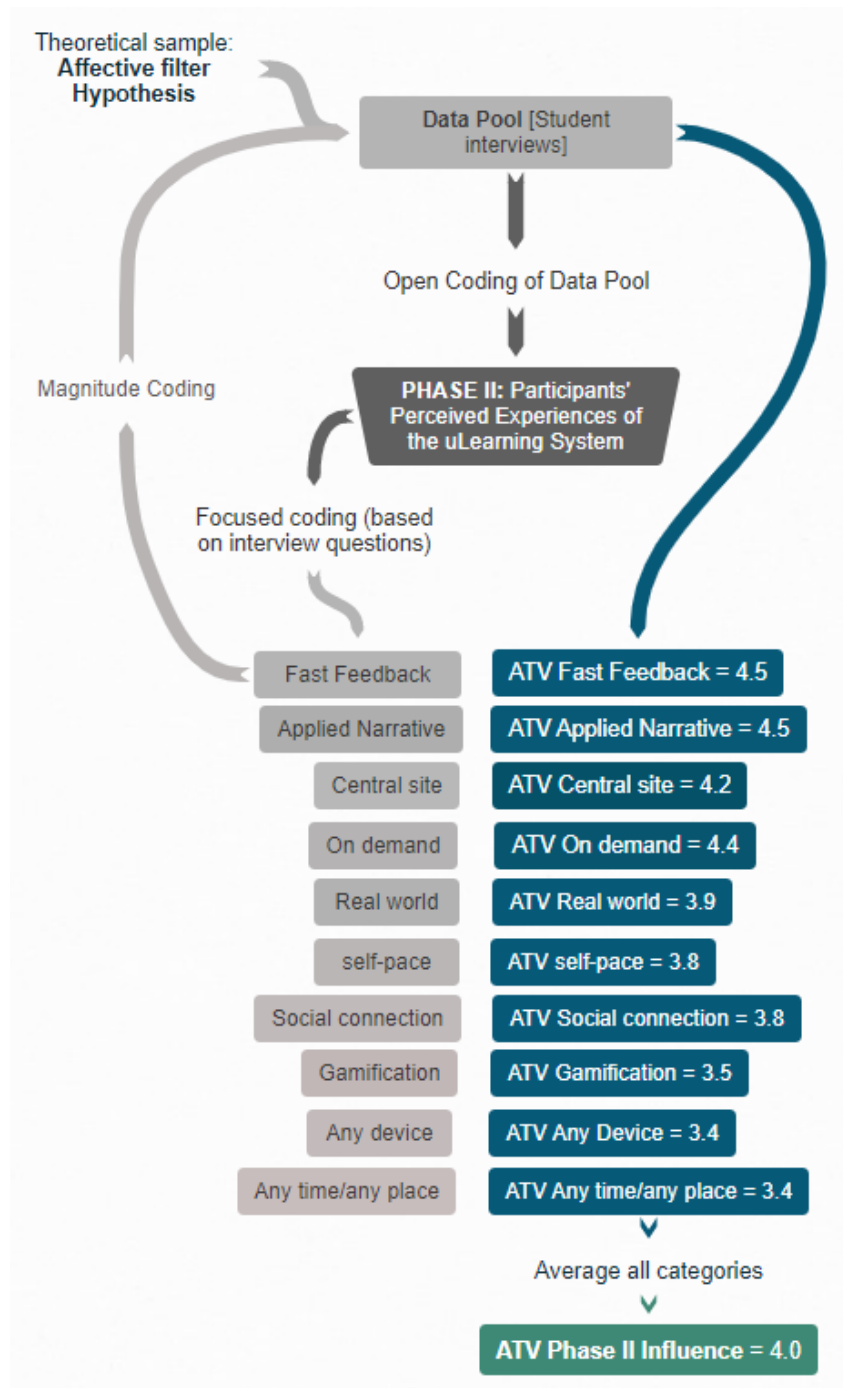 Theoretical sample:
Affective filter
Hypothesis
Data Pool [Student
interviews]
Open Coding of Data Pool
Magnitude Coding
PHASE II: Participants'
Perceived Experiences of
the uLearning System
Focused coding (based
on interview questions)
Fast Feedback
ATV Fast Feedback = 4.5
Applied Narrative
ATV Applied Narrative = 4.5
Central site
ATV Central site = 4.2
On demand
ATV On demand = 4.4
Real world
ATV Real world = 3.9
self-pace
ATV self-pace = 3.8
Social connection
ATV Social connection = 3.8
Gamification
ATV Gamification = 3.5
Any device
ATV Any Device = 3.4
Any time/any place
ATV Any time/any place = 3.4
Average all categories
ATV Phase II Influence = 4.0